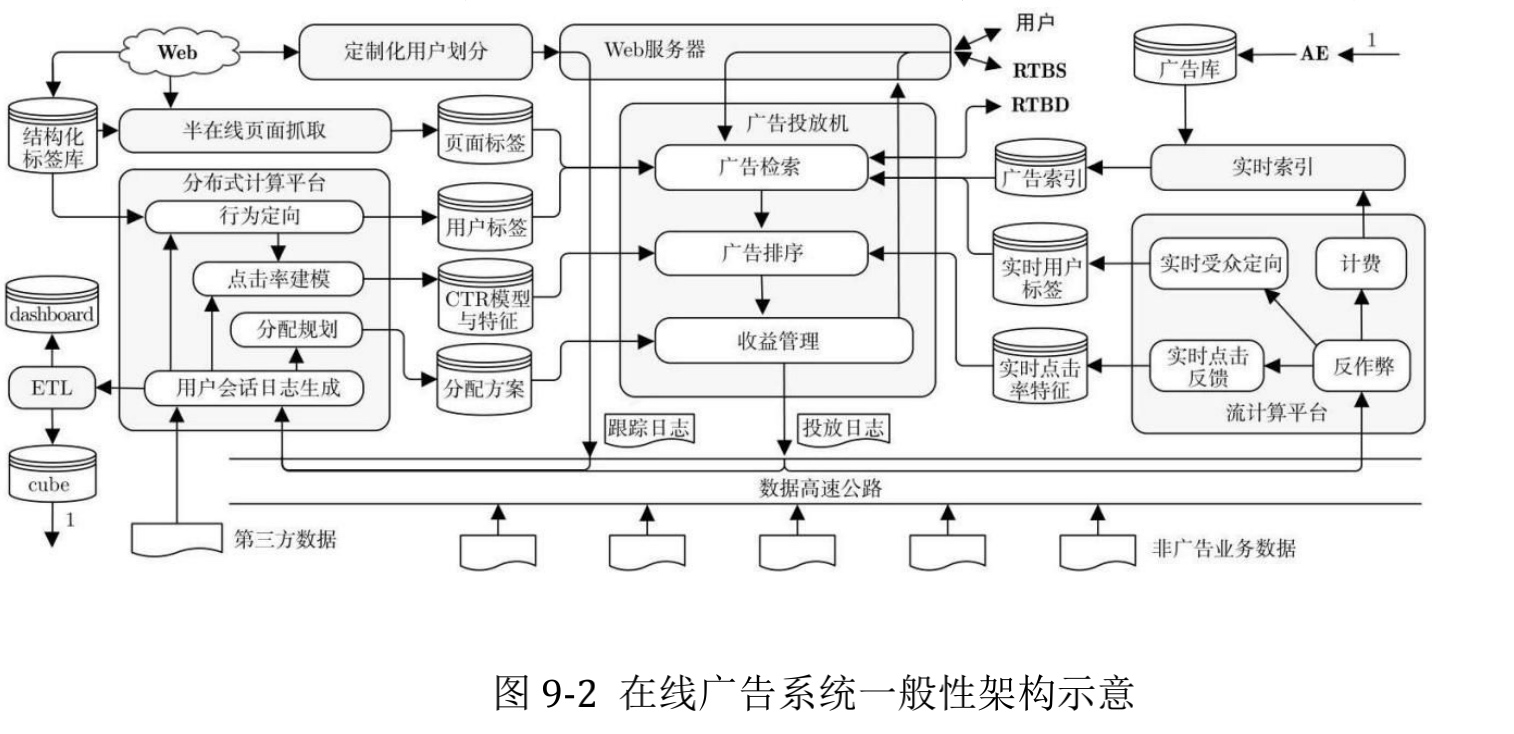 Web
定制化用户划分
Web服务器
用户
RTBS
RTBD
广告库
AE
1
结构化
标签库
半在线页面抓取
页面标签
广告投放机
广告检索
广告索引
实时索引
分布式计算平台
行为定向
用户标签
广告排序
实时用户
标签
实时受众定向
计费
点击率建模
CTR模型
与特征
dashboard
分配规划
收益管理
分配方案
实时点击
率特征
实时点击
反馈
反作弊
流计算平台
ETL
用户会话日志生成
跟踪日志
投放日志
cube
1
数据高速公路
第三方数据
非广告业务数据
图 9-2 在线广告系统一般性架构示意